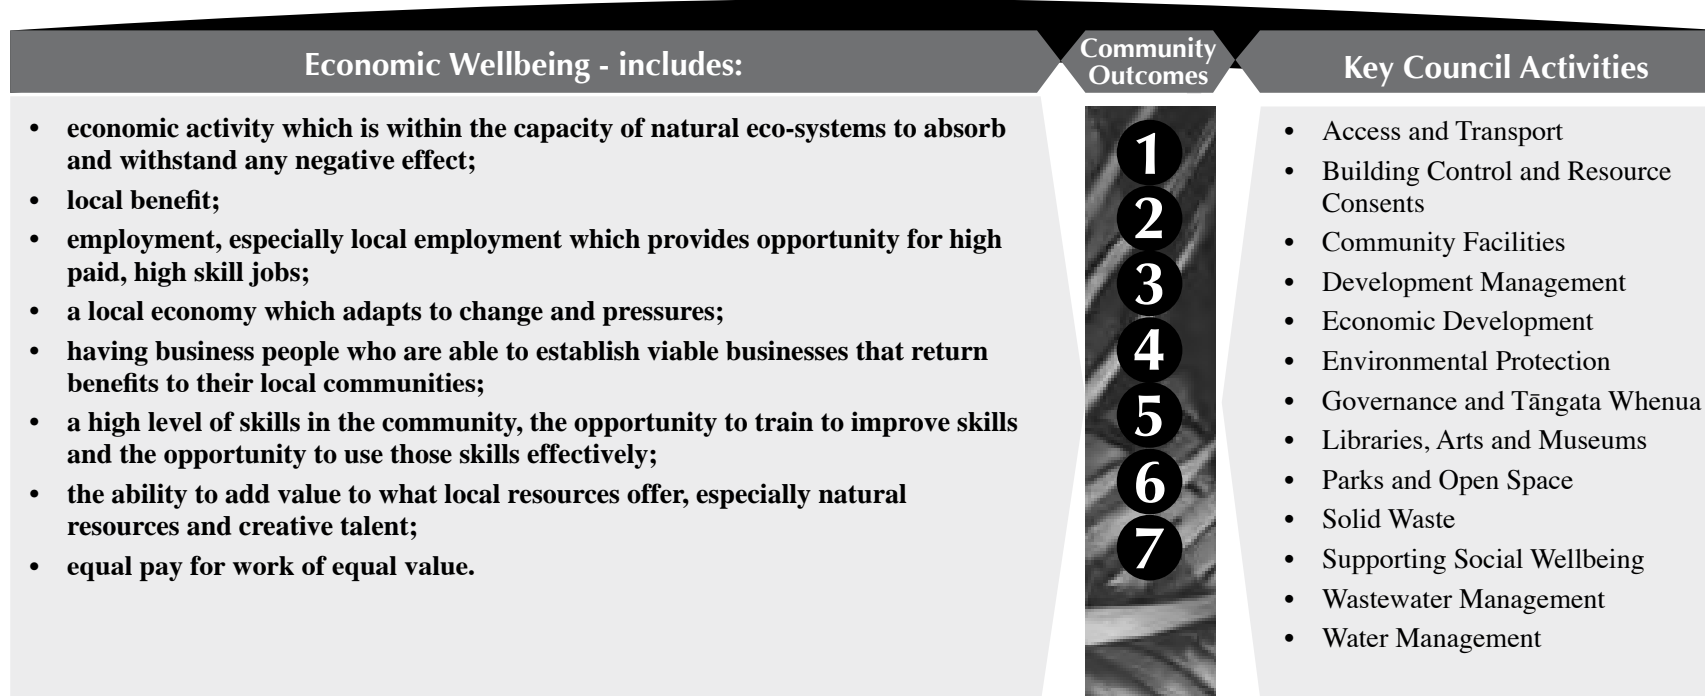 Economic Wellbeing - includes:
• economic activity which is within the capacity of natural eco-systems to absorb
and withstand any negative effect;
• local benefit;
• employment, especially local employment which provides opportunity for high
paid, high skill jobs;
• a local economy which adapts to change and pressures;
• having business people who are able to establish viable businesses that return
benefits to their local communities;
• a high level of skills in the community, the opportunity to train to improve skills
and the opportunity to use those skills effectively;
• the ability to add value to what local resources offer, especially natural
resources and creative talent;
• equal pay for work of equal value.
Community
Outcomes
1
2
3
4
5
6
7
Key Council Activities
• Access and Transport
• Building Control and Resource
Consents
• Community Facilities
• Development Management
• Economic Development
• Environmental Protection
• Governance and Tāngata Whenua
• Libraries, Arts and Museums
• Parks and Open Space
• Solid Waste
• Supporting Social Wellbeing
• Wastewater Management
• Water Management